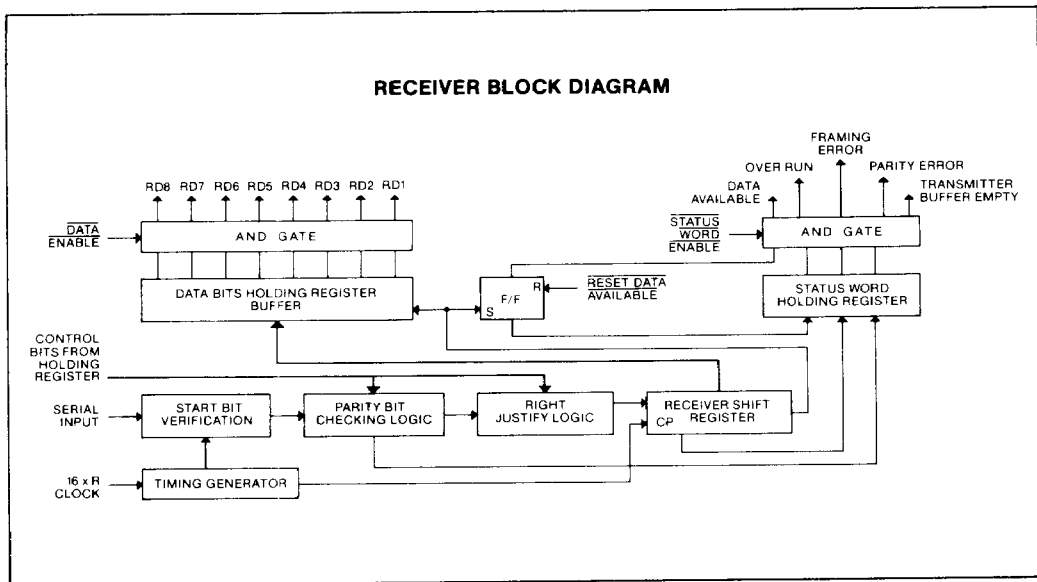 RECEIVER BLOCK DIAGRAM
FRAMING
ERROR
OVER RUN
PARITY ERROR
DATA
AVAILABLE
TRANSMITTER
BUFFER EMPTY
RD8 RD7 RD6 RD5 RD4 RD3 RD2 RD1
DATA
ENABLE
AND GATE
STATUS
WORD
ENABLE
AND GATE
DATA BITS HOLDING REGISTER
BUFFER
F/F
R
S
RESET DATA
AVAILABLE
STATUS WORD
HOLDING REGISTER
CONTROL
BITS FROM
HOLDING
REGISTER
SERIAL
INPUT
START BIT
VERIFICATION
PARITY BIT
CHECKING LOGIC
RIGHT
JUSTIFY LOGIC
RECEIVER SHIFT
REGISTER
CP
16 x R
CLOCK
TIMING GENERATOR